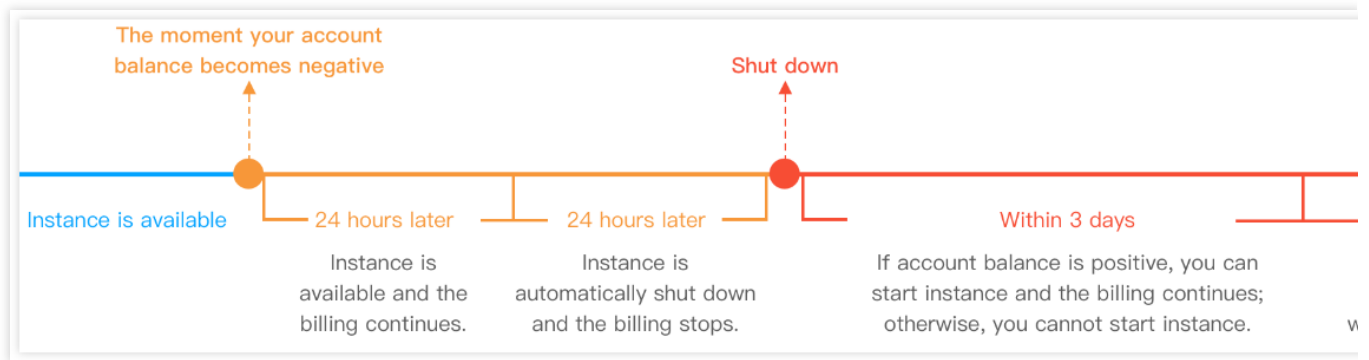 The moment your account
balance becomes negative
Shut down
Instance is available
24 hours later
24 hours later
Within 3 days
Instance is
available and the
billing continues.
Instance is
automatically shut down
and the billing stops.
If account balance is positive, you can
start instance and the billing continues;
otherwise, you cannot start instance.